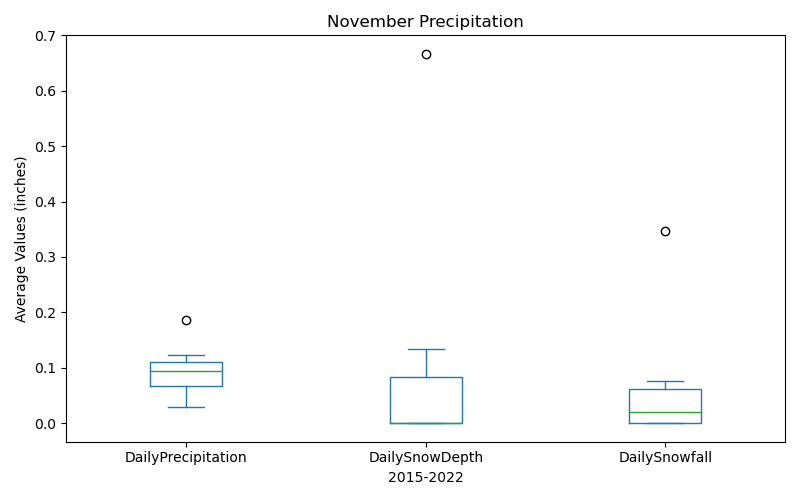 November Precipitation
Average Values (inches)
0.7
0.6
0.5
0.4
0.3
0.2
0.1
0.0
DailyPrecipitation
DailySnowDepth
DailySnowfall
2015-2022